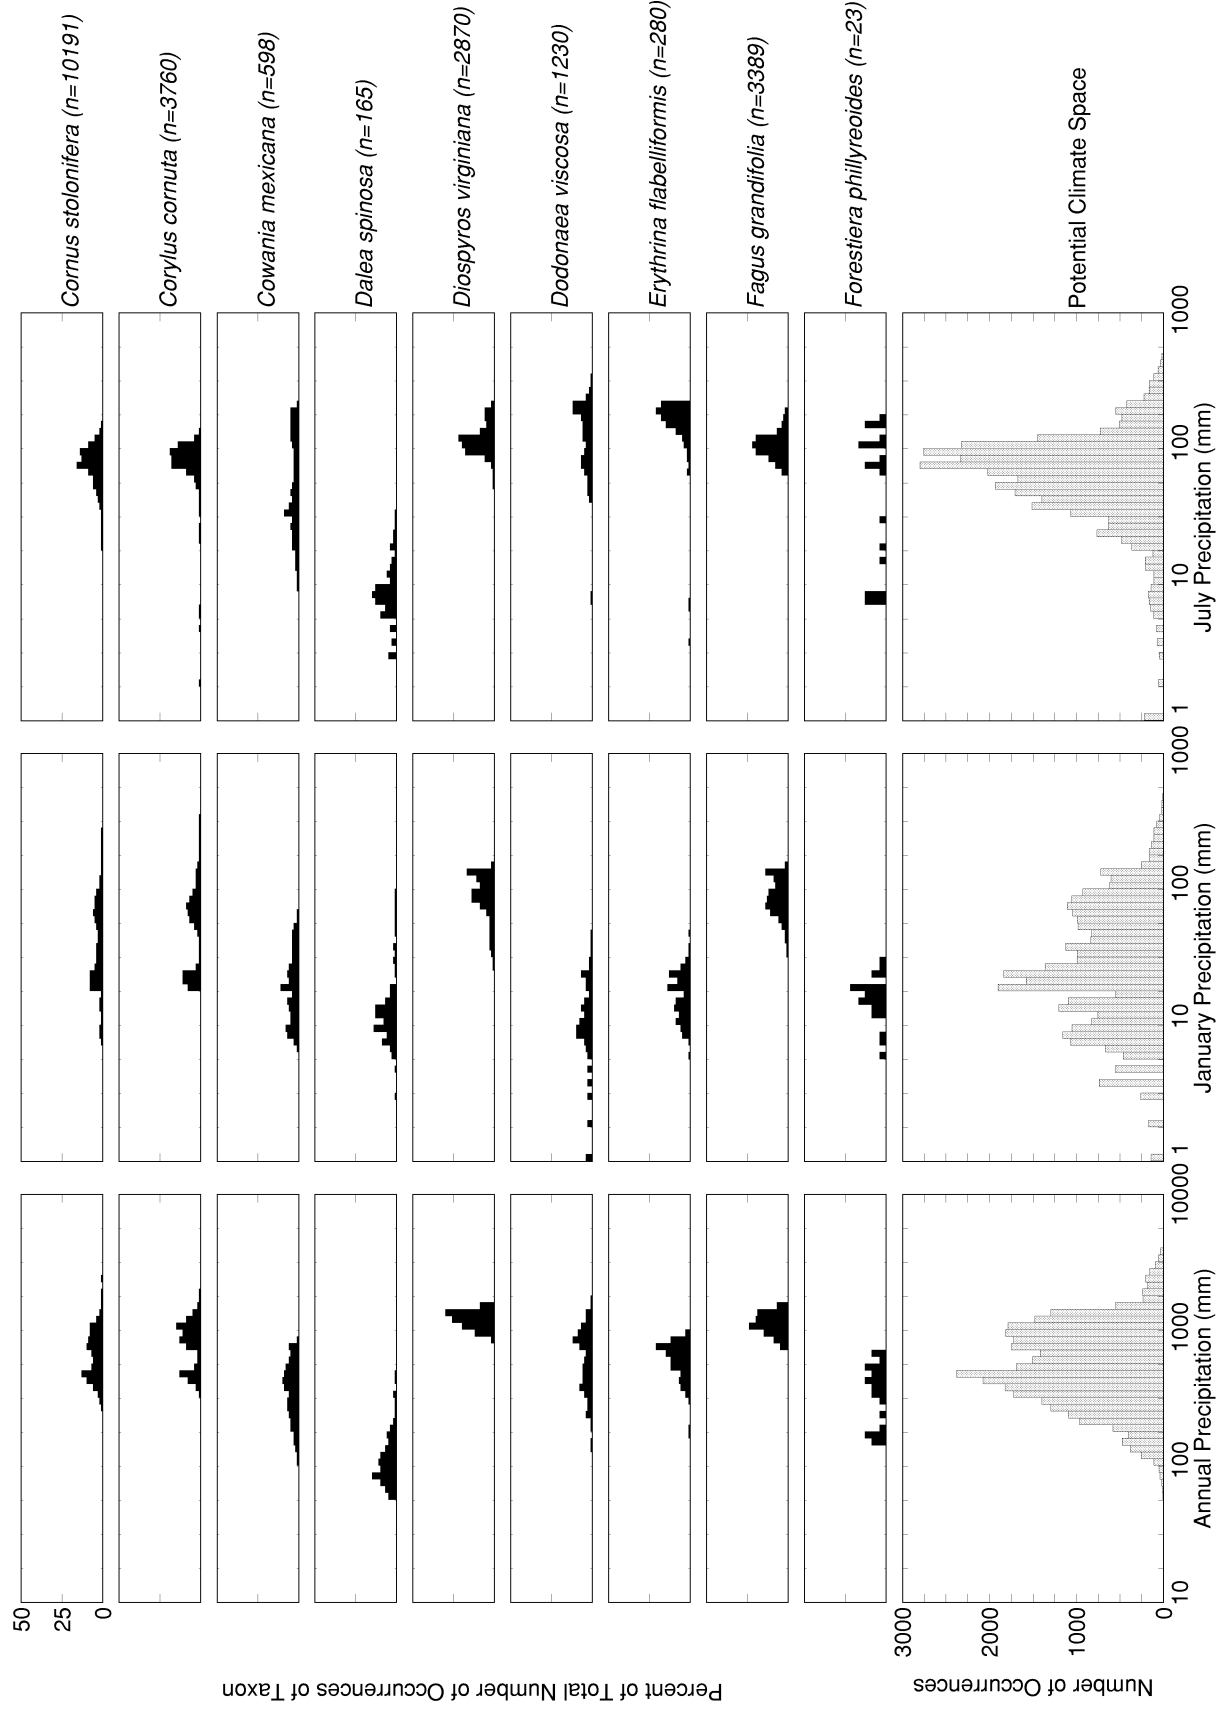 50
25
0
Cornus stolonifera (n=10191)
Corylus cornuta (n=3760)
Cowania mexicana (n=598)
Dalea spinosa (n=165)
Diospyros virginiana (n=2870)
Dodonaea viscosa (n=1230)
Erythrina flabelliformis (n=280)
Fagus grandifolia (n=3389)
Forestiera phillyreoides (n=23)
Potential Climate Space
Percent of Total Number of Occurrences of Taxon
Number of Occurrences
3000
2000
1000
0
10 100 1000 10000
Annual Precipitation (mm)
1 10 100 1000
January Precipitation (mm)
1 10 100 1000
July Precipitation (mm)